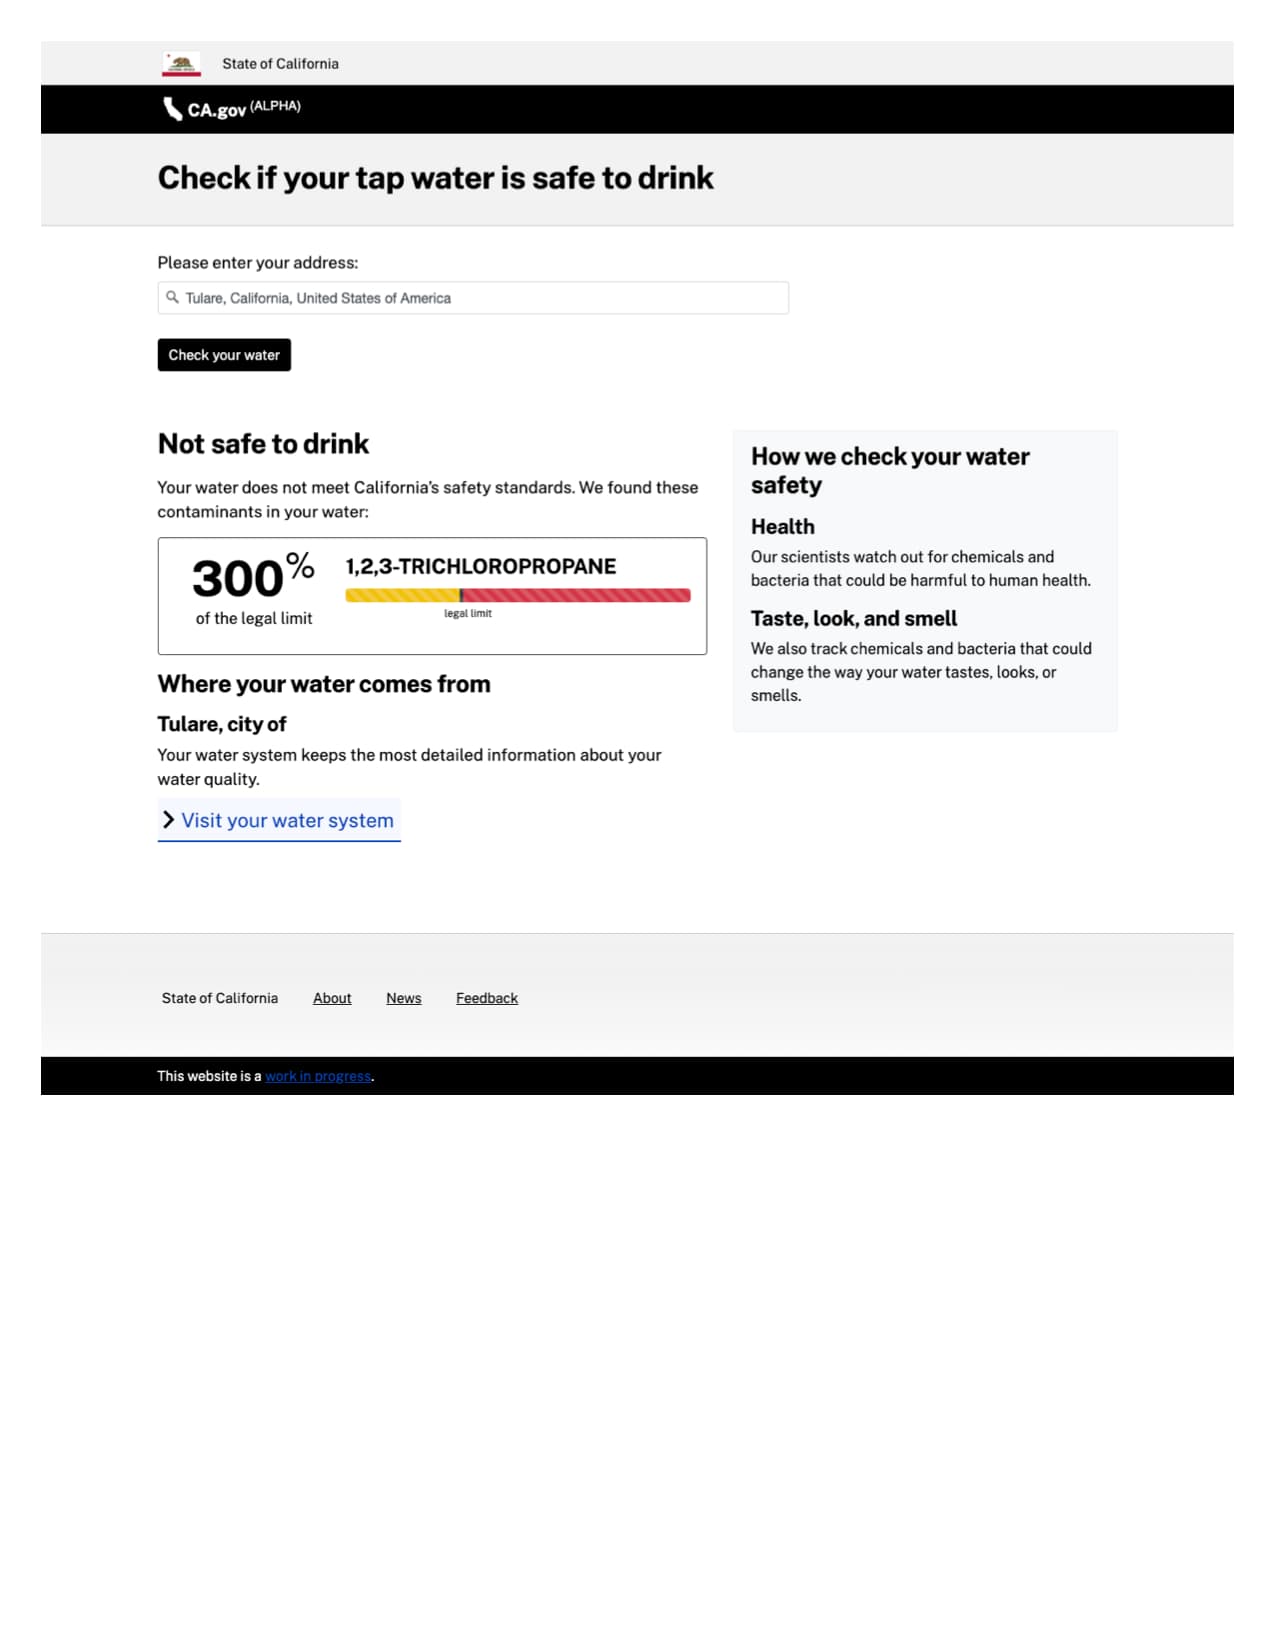 State of California
CA.gov (ALPHA)
Check if your tap water is safe to drink
Please enter your address:
Tulare, California, United States of America
Check your water
Not safe to drink
Your water does not meet California's safety standards. We found these
contaminants in your water:
300%
of the legal limit
1,2,3-TRICHLOROPROPANE
legal limit
Where your water comes from
Tulare, city of
Your water system keeps the most detailed information about your
water quality.
Visit your water system
How we check your water
safety
Health
Our scientists watch out for chemicals and
bacteria that could be harmful to human health.
Taste, look, and smell
We also track chemicals and bacteria that could
change the way your water tastes, looks, or
smells.
State of California About News Feedback
This website is a work in progress.